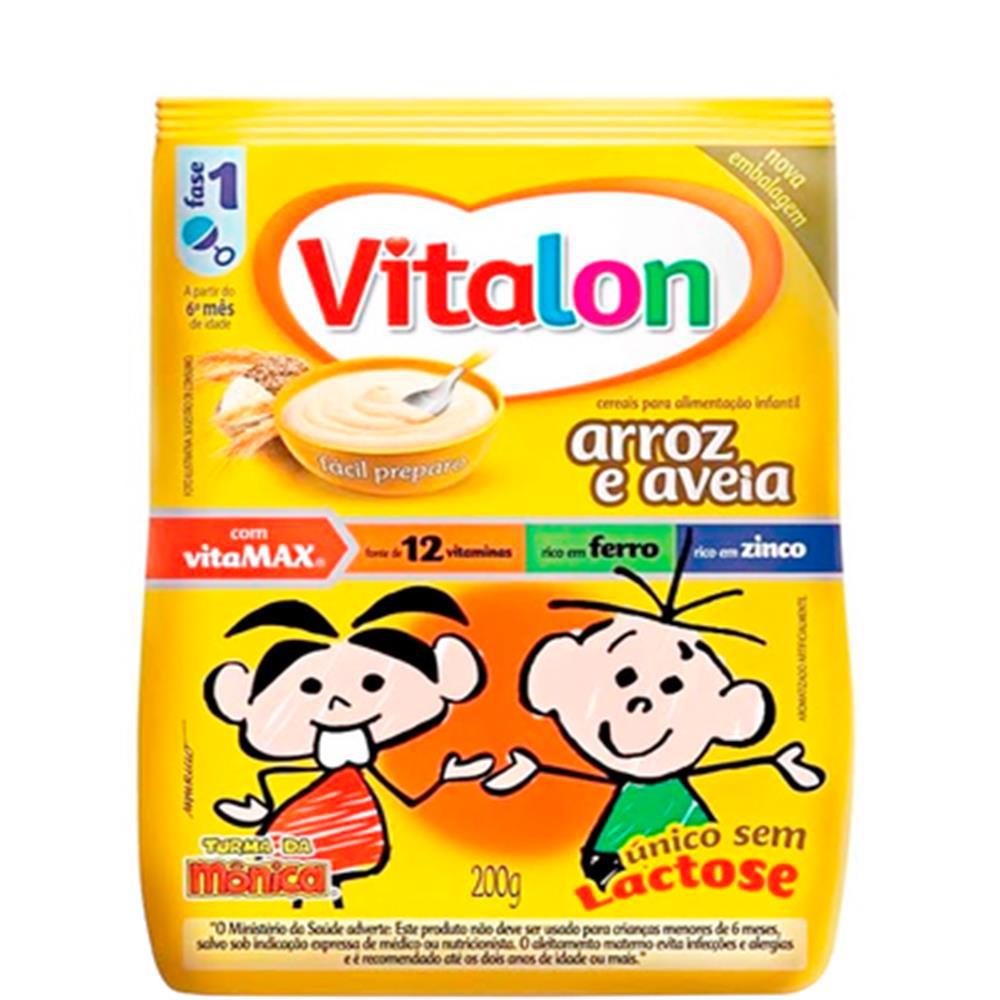 fase 1
nova
embalagem
Vitalon
A partir do
6º mês
de idade
cereais para alimentação infantil
arroz
e aveia
fácil preparo
com
vitaMAX®
fonte de 12 vitaminas
rico em ferro
rico em zinco
AROMATIZADO ARTIFICIALMENTE
MAURICIO
TURMA DA
Mônica
200g
único sem
Lactose
"O Ministério da Saúde adverte: Este produto não deve ser usado para crianças menores de 6 meses,
salvo sob indicação expressa de médico ou nutricionista. O aleitamento materno evita infecções e alergias
e é recomendado até os dois anos de idade ou mais."